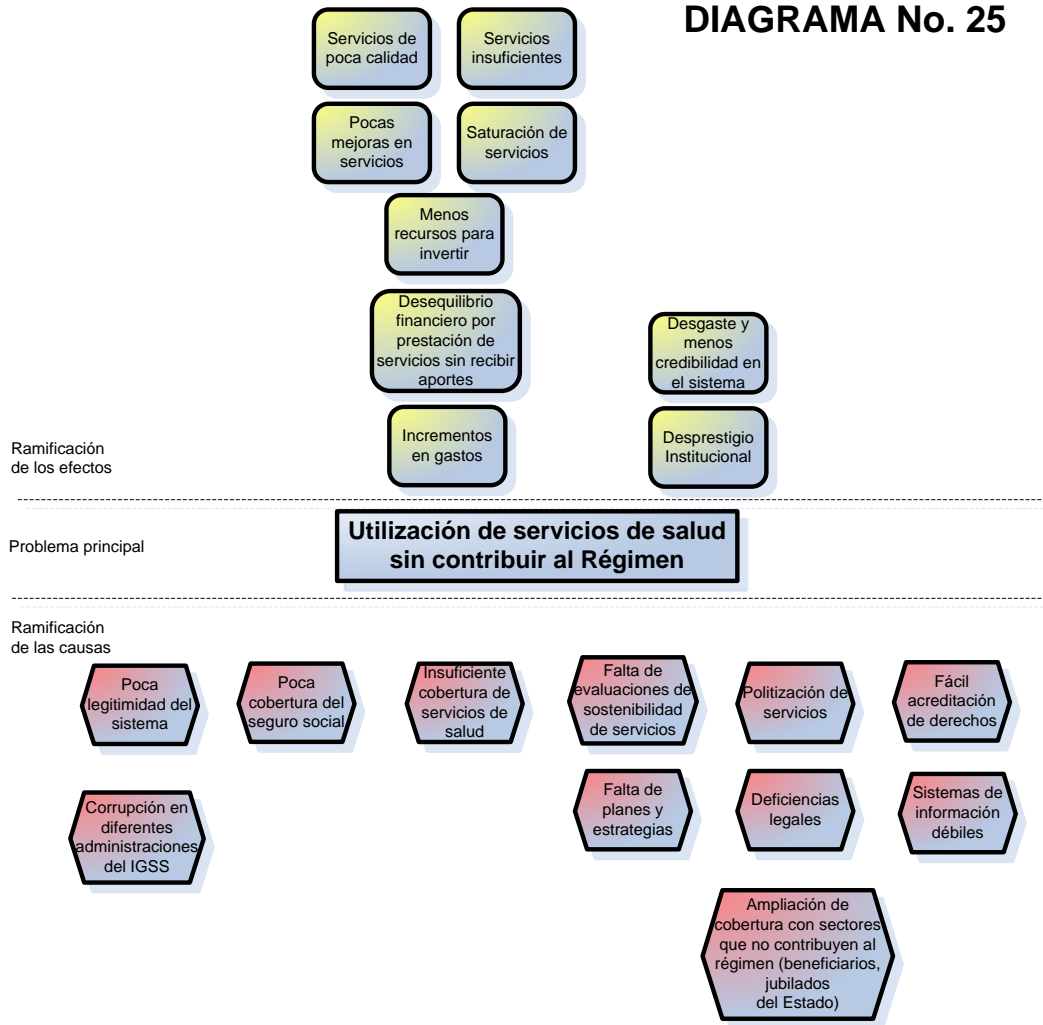 DIAGRAMA No. 25
Servicios de
poca calidad
Servicios
insuficientes
Pocas
mejoras en
servicios
Saturación de
servicios
Menos
recursos para
invertir
Desequilibrio
financiero por
prestación de
servicios sin recibir
aportes
Desgaste y
menos
credibilidad en
el sistema
Incrementos
en gastos
Desprestigio
Institucional
Ramificación
de los efectos
Problema principal
Utilización de servicios de salud
sin contribuir al Régimen
Ramificación
de las causas
Poca
legitimidad del
sistema
Poca
cobertura del
seguro social
Insuficiente
cobertura de
servicios de
salud
Falta de
evaluaciones de
sostenibilidad
de servicios
Politización de
servicios
Fácil
acreditación
de derechos
Corrupción en
diferentes
administraciones
del IGSS
Falta de
planes y
estrategias
Deficiencias
legales
Sistemas de
información
débiles
Ampliación de
cobertura con sectores
que no contribuyen al
régimen (beneficiarios,
jubilados
del Estado)